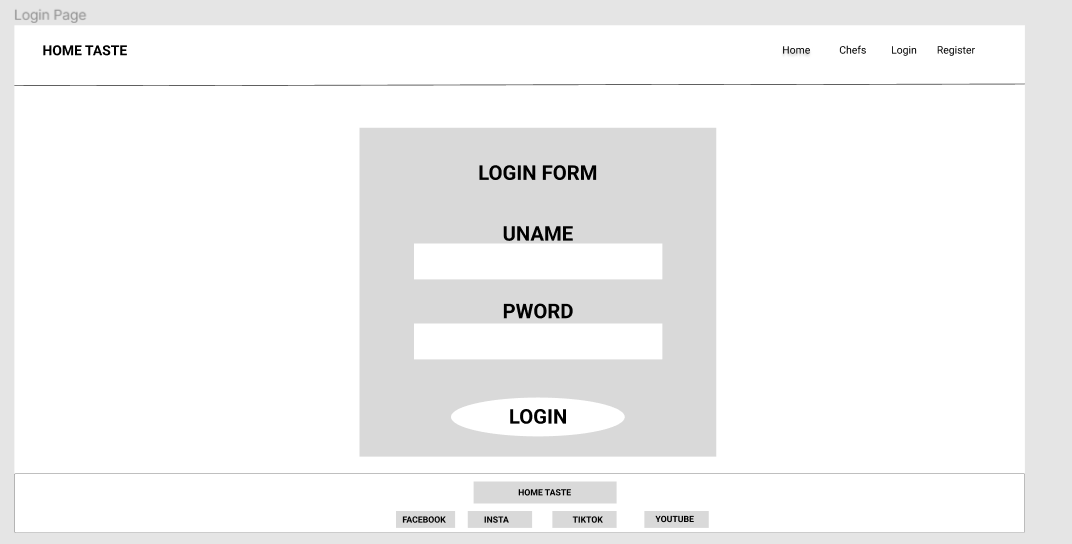 Login Page
HOME TASTE Home Chefs Login Register
LOGIN FORM
UNAME
PWORD
LOGIN
HOME TASTE
FACEBOOK INSTA TIKTOK YOUTUBE